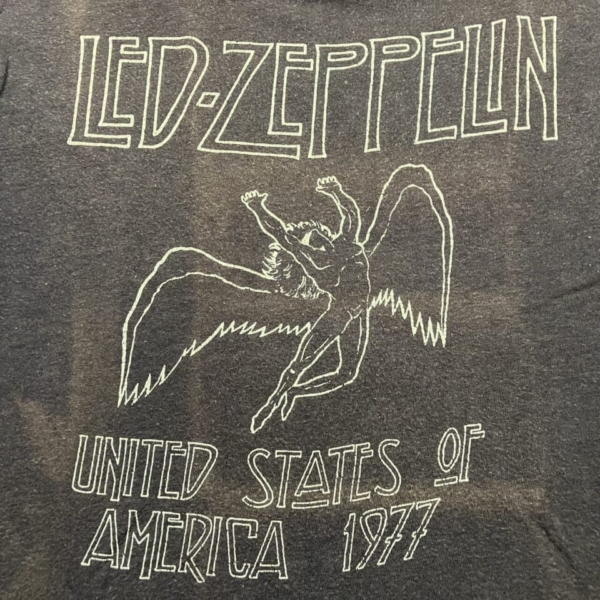 LED-ZEPPELIN
UNITED STATES OF
AMERICA 1977